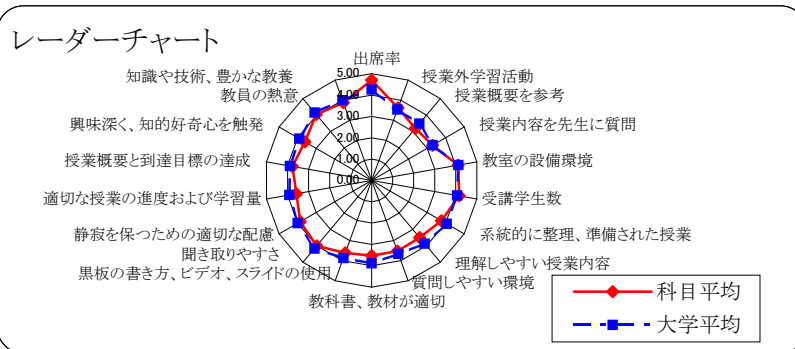 レーダーチャート
出席率
授業外学習活動
授業概要を参考
授業内容を先生に質問
教室の設備環境
受講学生数
系統的に整理、準備された授業
理解しやすい授業内容
質問しやすい環境
教科書、教材が適切
黒板の書き方、ビデオ、スライドの使用
聞き取りやすさ
静寂を保つための適切な配慮
適切な授業の進度および学習量
授業概要と到達目標の達成
興味深く、知的好奇心を触発
教員の熱意
知識や技術、豊かな教養
5.00
4.00
3.00
2.00
1.00
0.00
科目平均
大学平均